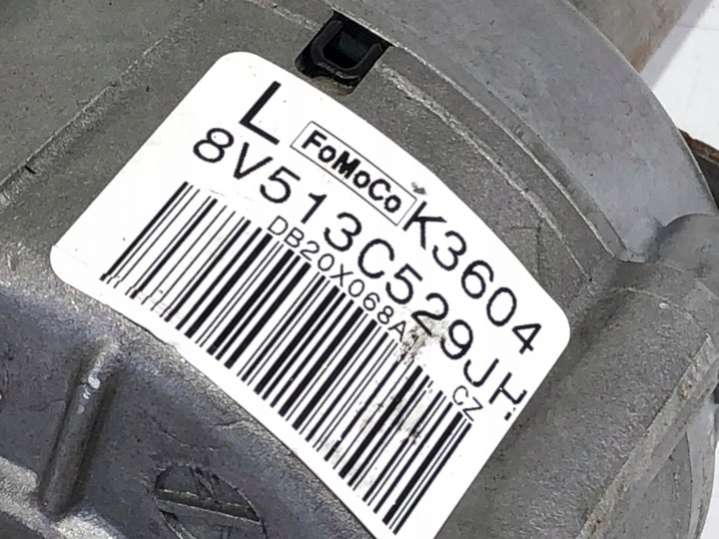 L FoMoCo K3604
8V513C529JH
DB20X068A
CZ